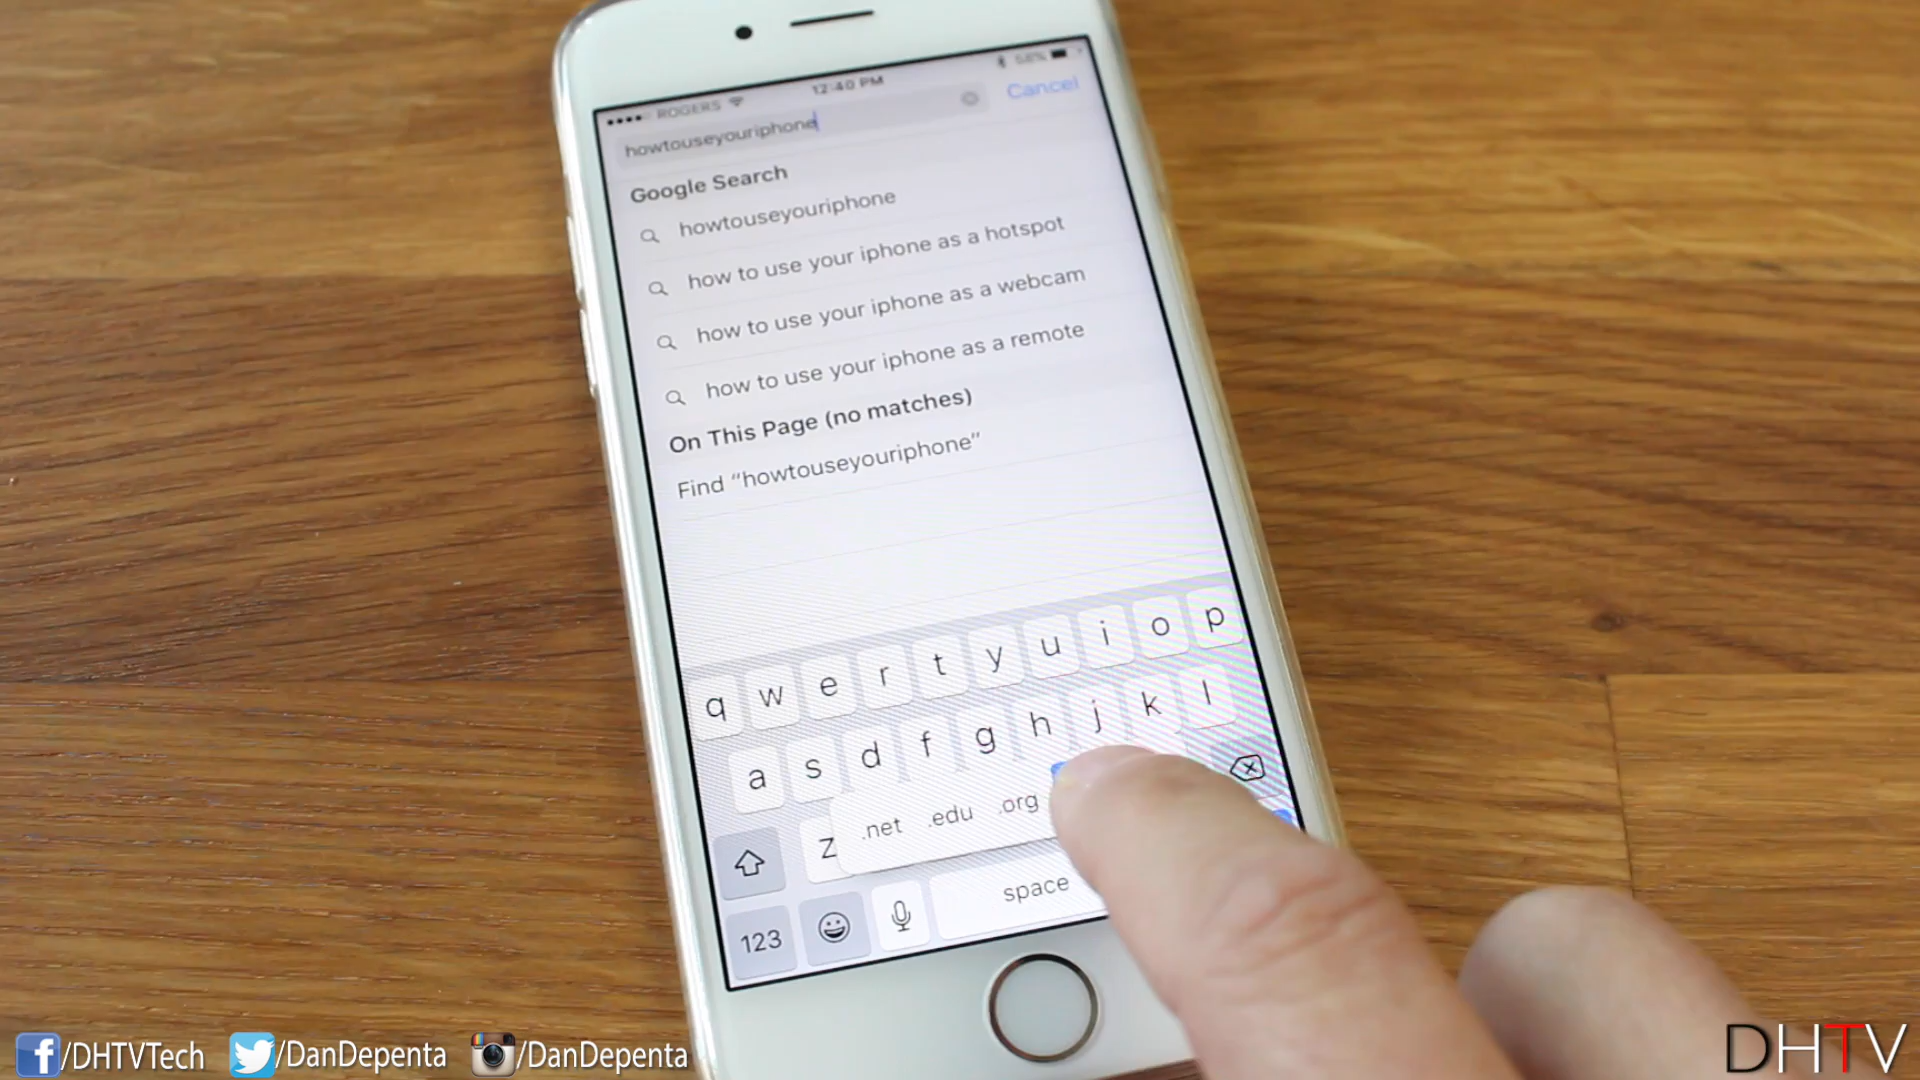 ROGERS 12:40 PM 58%
howtouseyouriphone Cancel
Google Search
howtouseyouriphone
how to use your iphone as a hotspot
how to use your iphone as a webcam
how to use your iphone as a remote
On This Page (no matches)
Find “howtouseyouriphone”
q w e r t y u i o p
a s d f g h j k l
z .net .edu .org
123 space
/DHTVTech /DanDepenta /DanDepenta
DHTV